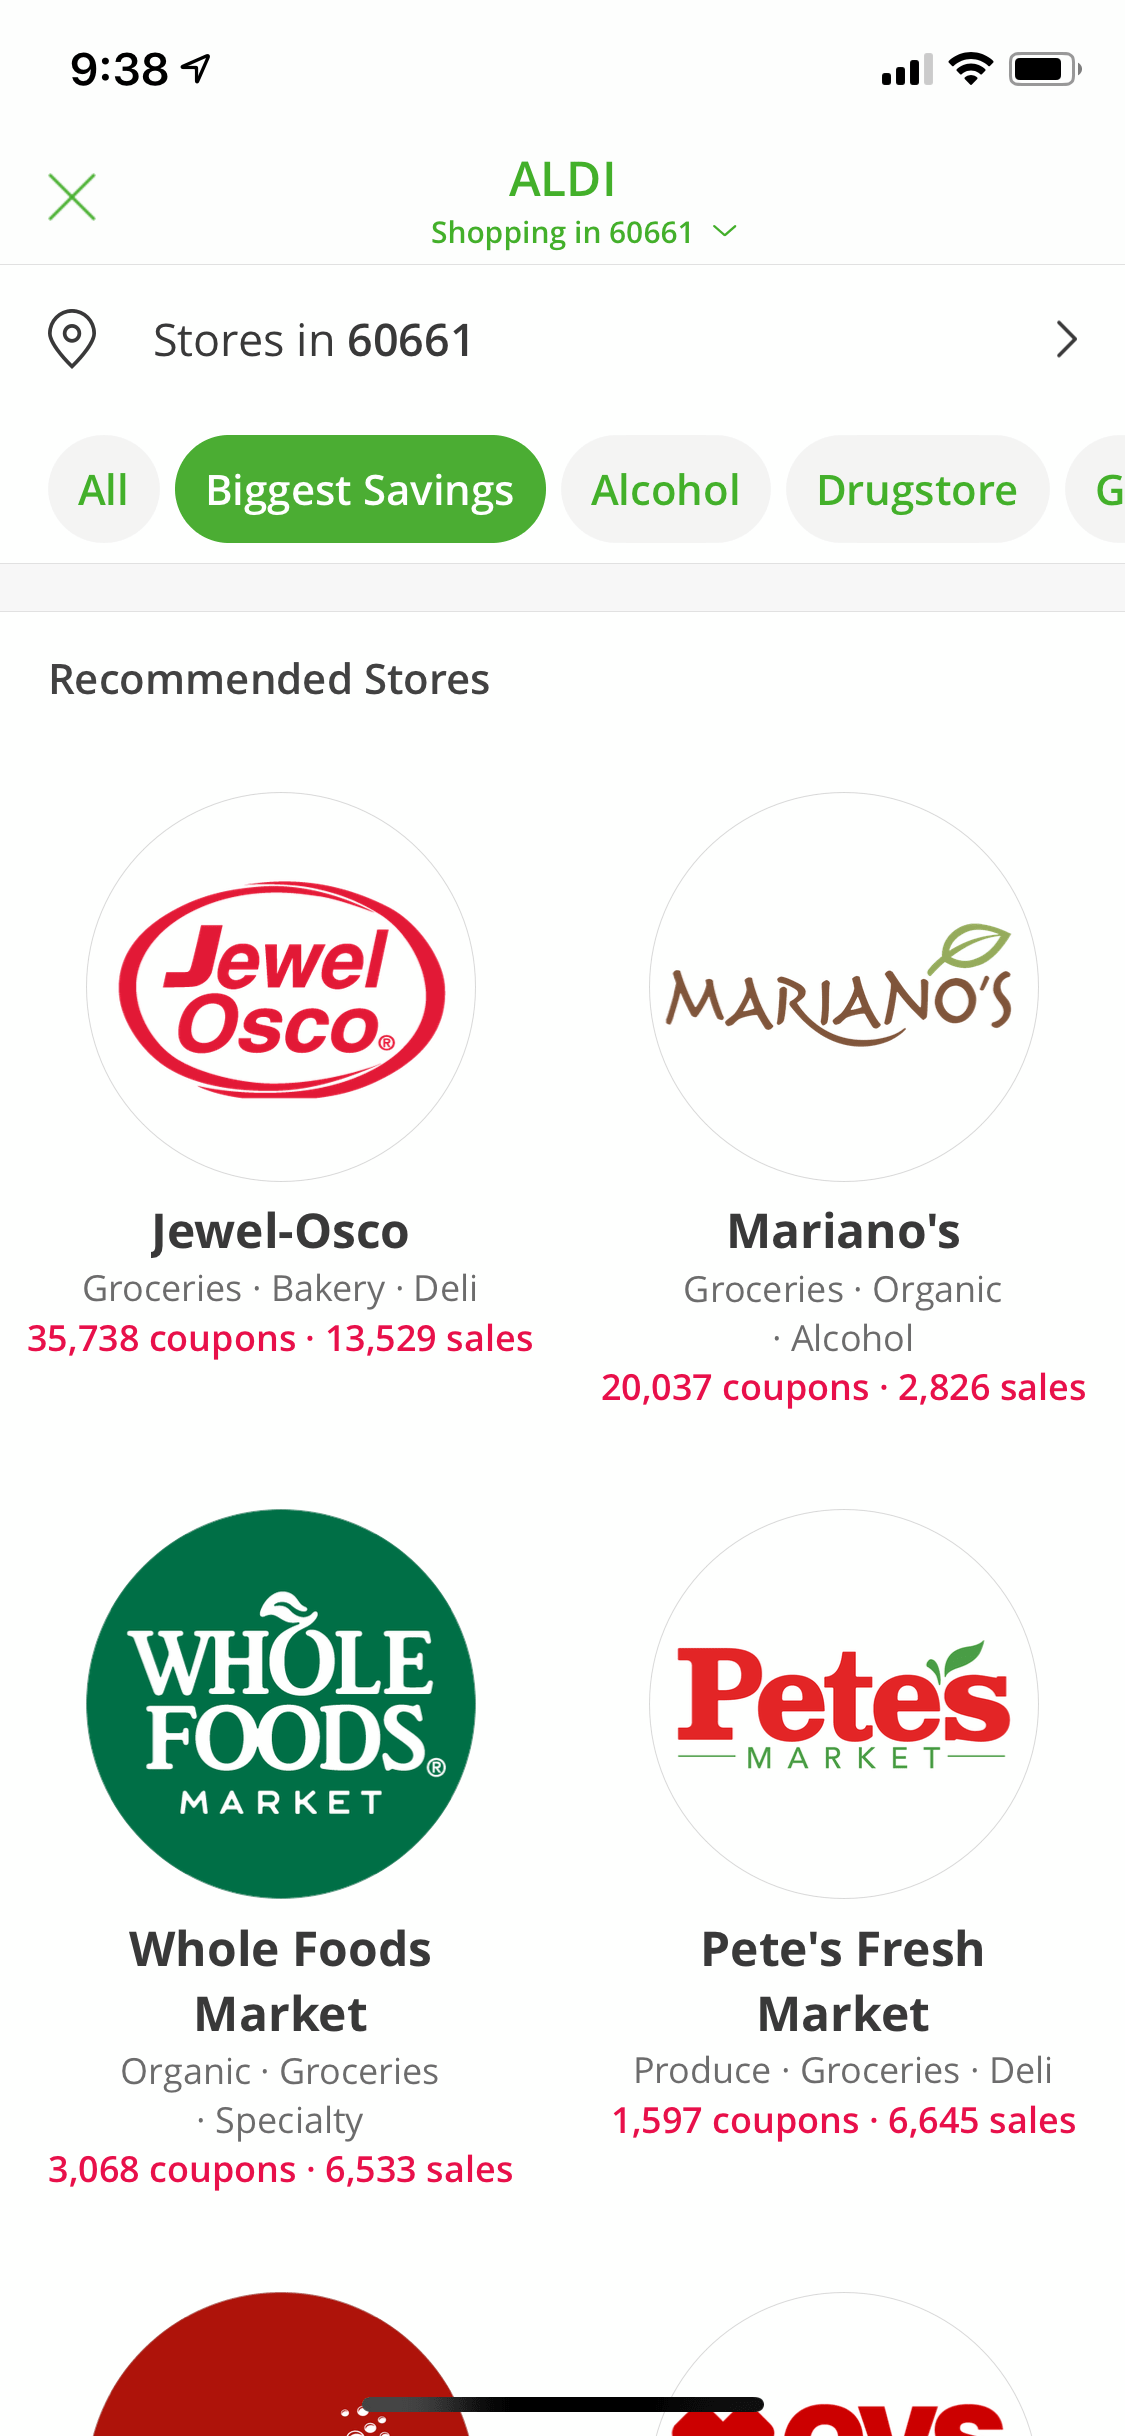 9:38
ALDI
Shopping in 60661
Stores in 60661
All
Biggest Savings
Alcohol
Drugstore
G
Recommended Stores
Jewel
Osco®
MARIANO'S
Jewel-Osco
Groceries · Bakery · Deli
35,738 coupons · 13,529 sales
Mariano's
Groceries · Organic
· Alcohol
20,037 coupons · 2,826 sales
WHOLE
FOODS®
MARKET
Pete's
MARKET
Whole Foods
Market
Organic · Groceries
· Specialty
3,068 coupons · 6,533 sales
Pete's Fresh
Market
Produce · Groceries · Deli
1,597 coupons · 6,645 sales
CVS